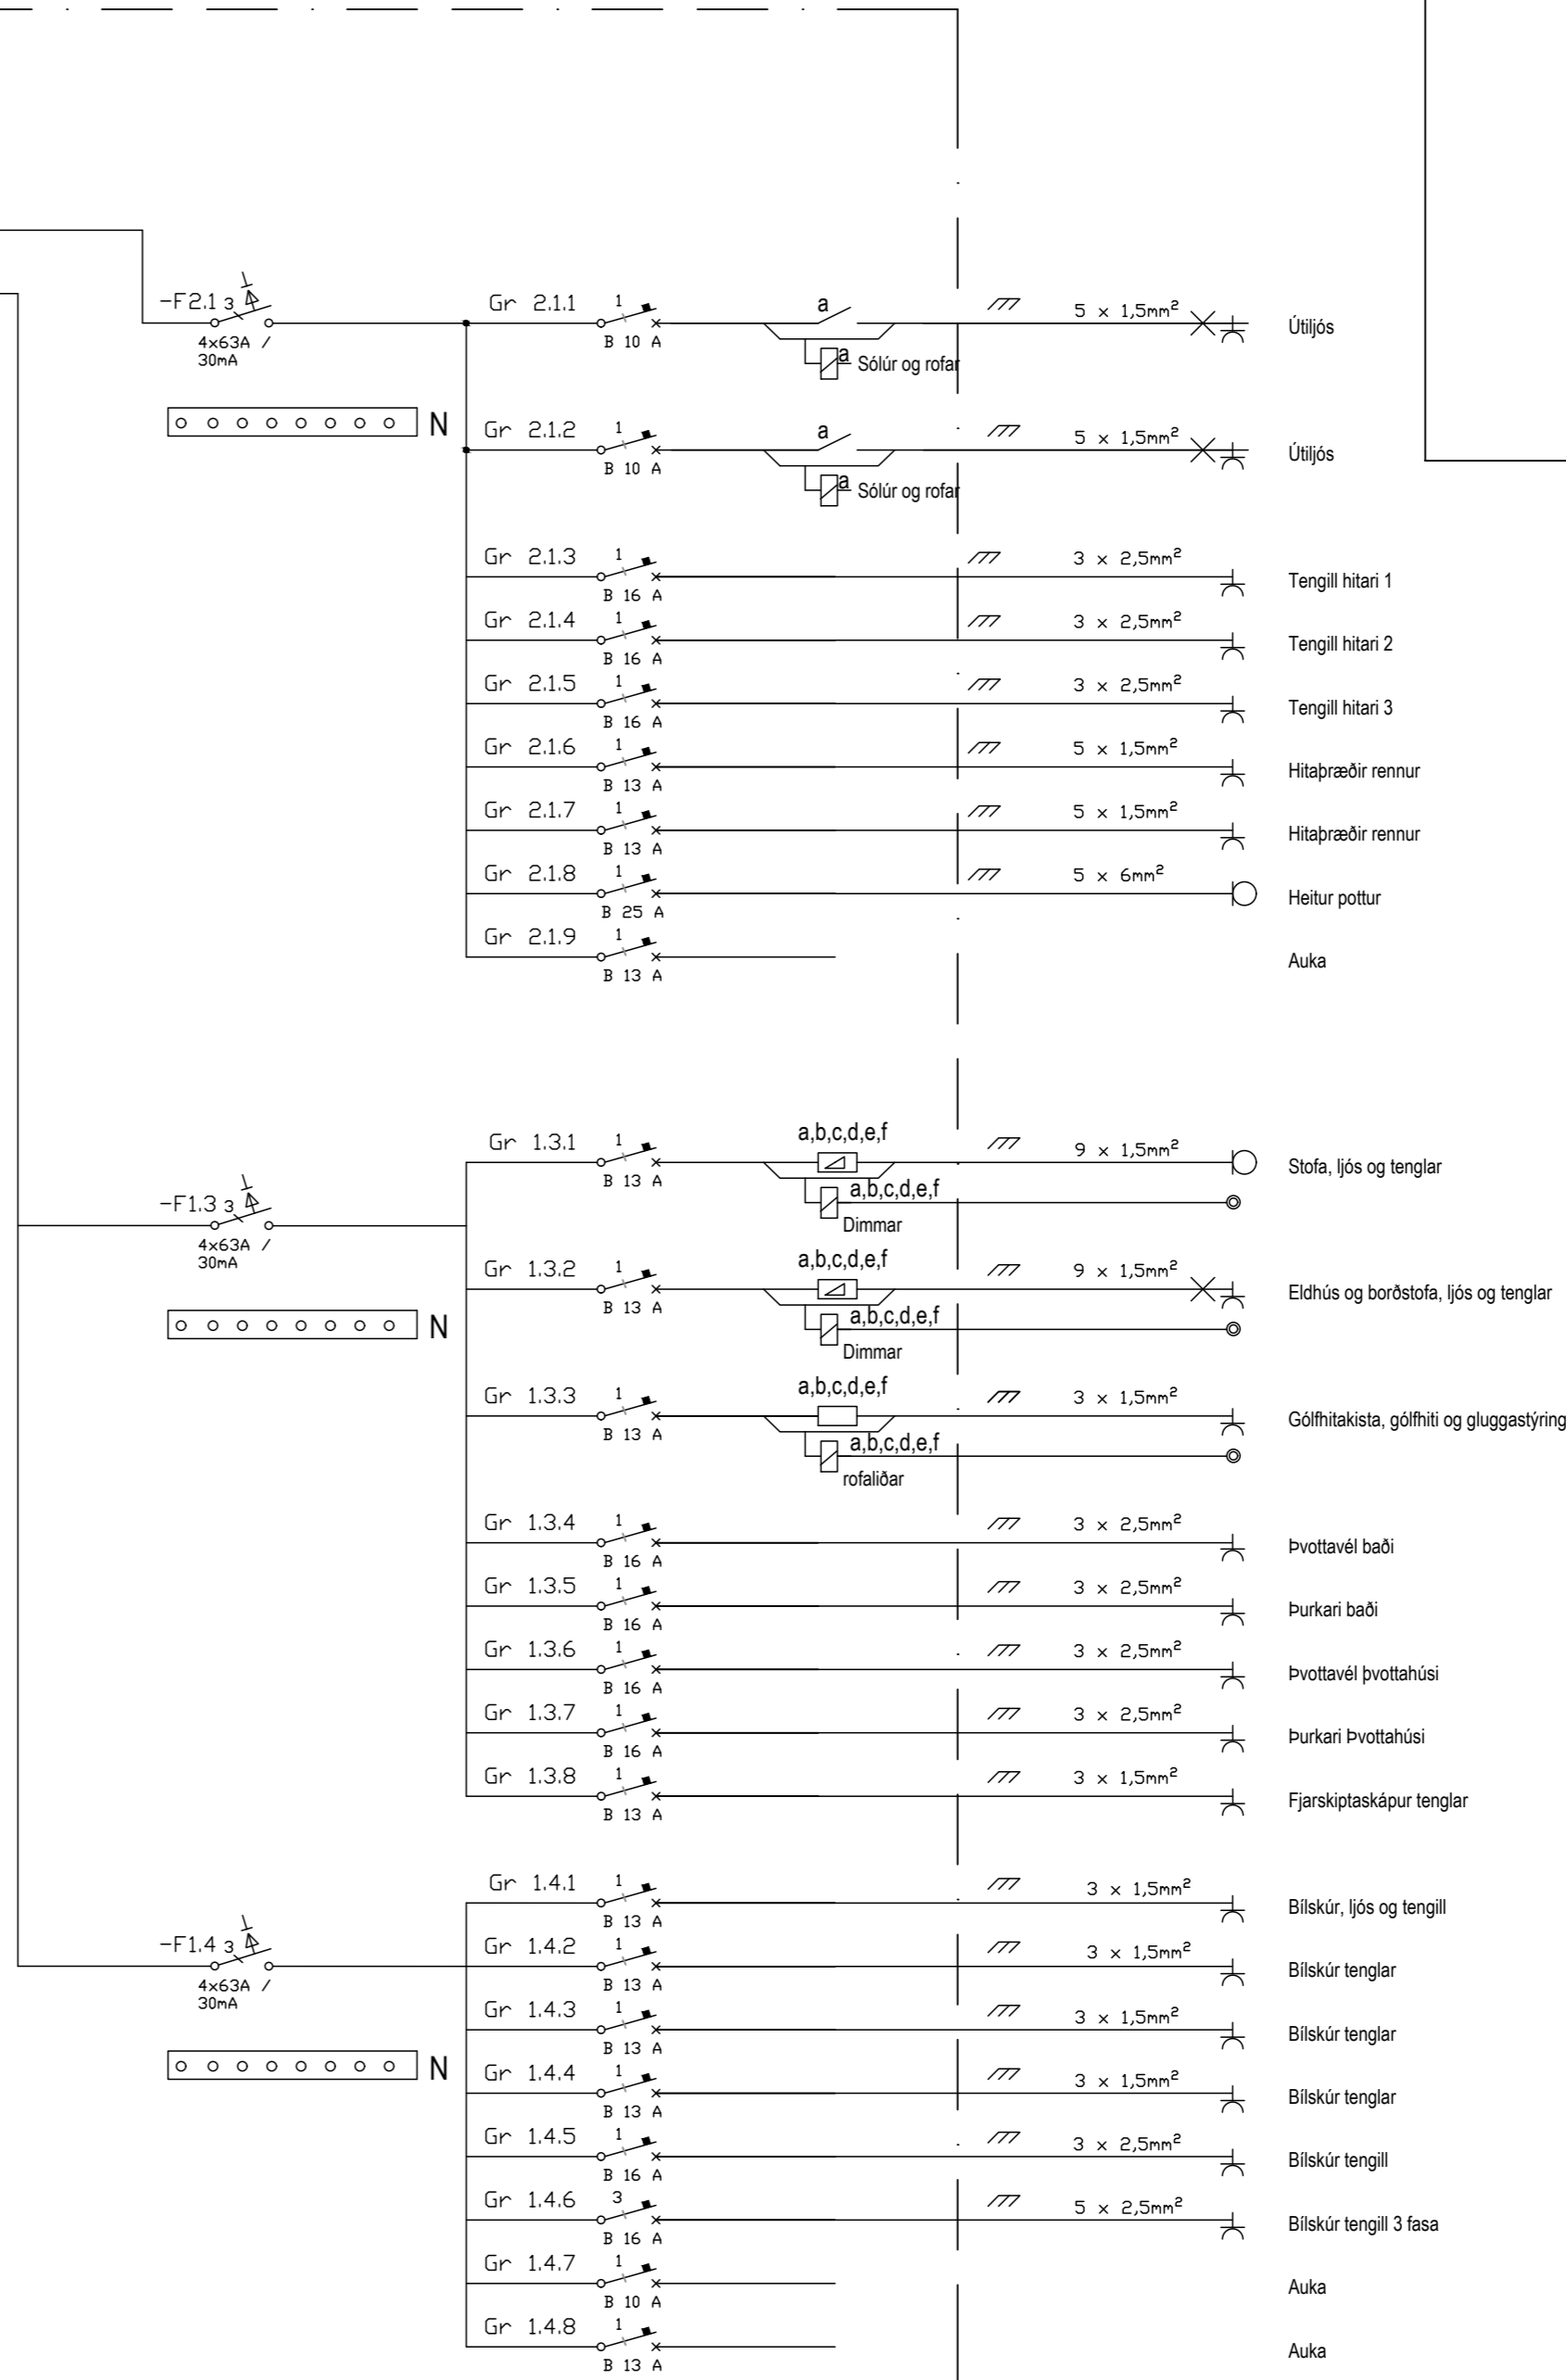 -F2.1 3
4x63A /
30mA
N
Gr 2.1.1 1
B 10 A
a
a Sólúr og rofar
5 x 1,5mm²
Útiljós
Gr 2.1.2 1
B 10 A
a
a Sólúr og rofar
5 x 1,5mm²
Útiljós
Gr 2.1.3 1
B 16 A
3 x 2,5mm²
Tengill hitari 1
Gr 2.1.4 1
B 16 A
3 x 2,5mm²
Tengill hitari 2
Gr 2.1.5 1
B 16 A
3 x 2,5mm²
Tengill hitari 3
Gr 2.1.6 1
B 13 A
5 x 1,5mm²
Hitaþræðir rennur
Gr 2.1.7 1
B 13 A
5 x 1,5mm²
Hitaþræðir rennur
Gr 2.1.8 1
B 25 A
5 x 6mm²
Heitur pottur
Gr 2.1.9 1
B 13 A
Auka
-F1.3 3
4x63A /
30mA
N
Gr 1.3.1 1
B 13 A
a,b,c,d,e,f
a,b,c,d,e,f
Dimmar
9 x 1,5mm²
Stofa, ljós og tenglar
Gr 1.3.2 1
B 13 A
a,b,c,d,e,f
a,b,c,d,e,f
Dimmar
9 x 1,5mm²
Eldhús og borðstofa, ljós og tenglar
Gr 1.3.3 1
B 13 A
a,b,c,d,e,f
a,b,c,d,e,f
rofaliðar
3 x 1,5mm²
Gólfhitakista, gólfhiti og gluggastýring
Gr 1.3.4 1
B 16 A
3 x 2,5mm²
Þvottavél baði
Gr 1.3.5 1
B 16 A
3 x 2,5mm²
Þurkari baði
Gr 1.3.6 1
B 16 A
3 x 2,5mm²
Þvottavél þvottahúsi
Gr 1.3.7 1
B 16 A
3 x 2,5mm²
Þurkari Þvottahúsi
Gr 1.3.8 1
B 13 A
3 x 1,5mm²
Fjarskiptaskápur tenglar
-F1.4 3
4x63A /
30mA
N
Gr 1.4.1 1
B 13 A
3 x 1,5mm²
Bílskúr, ljós og tengill
Gr 1.4.2 1
B 13 A
3 x 1,5mm²
Bílskúr tenglar
Gr 1.4.3 1
B 13 A
3 x 1,5mm²
Bílskúr tenglar
Gr 1.4.4 1
B 13 A
3 x 1,5mm²
Bílskúr tenglar
Gr 1.4.5 1
B 16 A
3 x 2,5mm²
Bílskúr tengill
Gr 1.4.6 3
B 16 A
5 x 2,5mm²
Bílskúr tengill 3 fasa
Gr 1.4.7 1
B 10 A
Auka
Gr 1.4.8 1
B 13 A
Auka